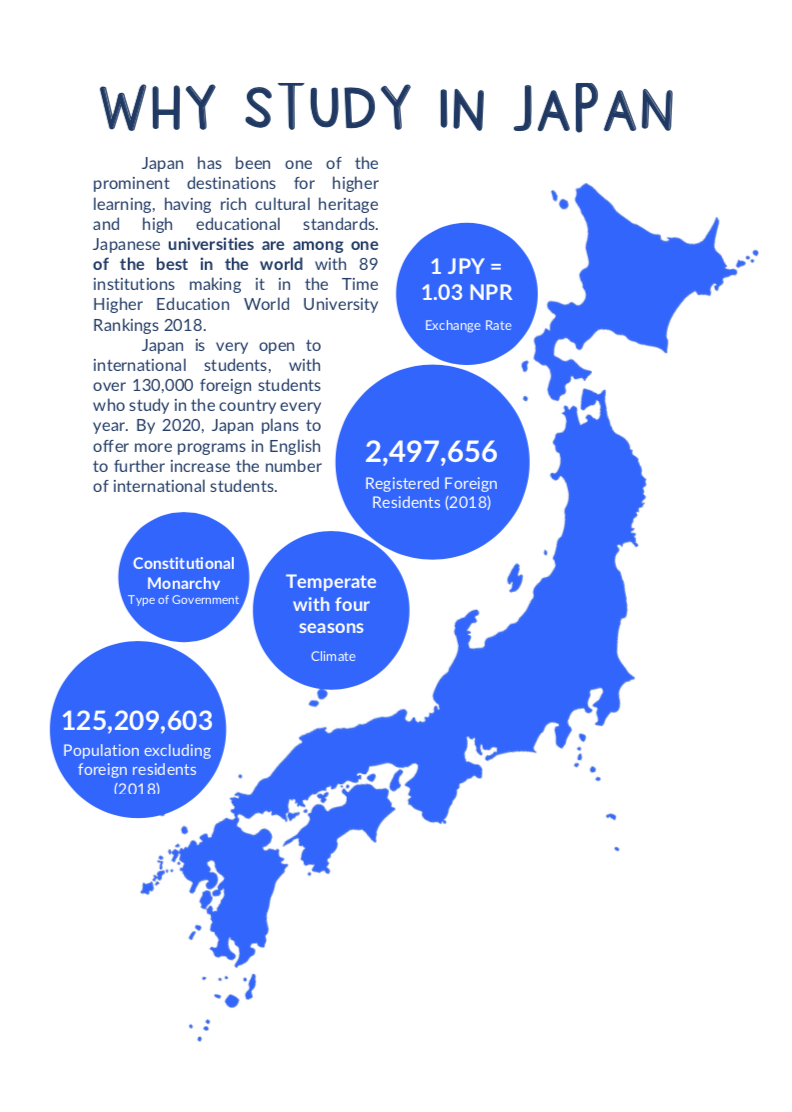 WHY STUDY IN JAPAN
Japan has been one of the
prominent destinations for higher
learning, having rich cultural heritage
and high educational standards.
Japanese universities are among one
of the best in the world with 89
institutions making it in the Time
Higher Education World University
Rankings 2018.
Japan is very open to
international students, with
over 130,000 foreign students
who study in the country every
year. By 2020, Japan plans to
offer more programs in English
to further increase the number
of international students.
1 JPY =
1.03 NPR
Exchange Rate
2,497,656
Registered Foreign
Residents (2018)
Constitutional
Monarchy
Type of Government
Temperate
with four
seasons
Climate
125,209,603
Population excluding
foreign residents
(2018)